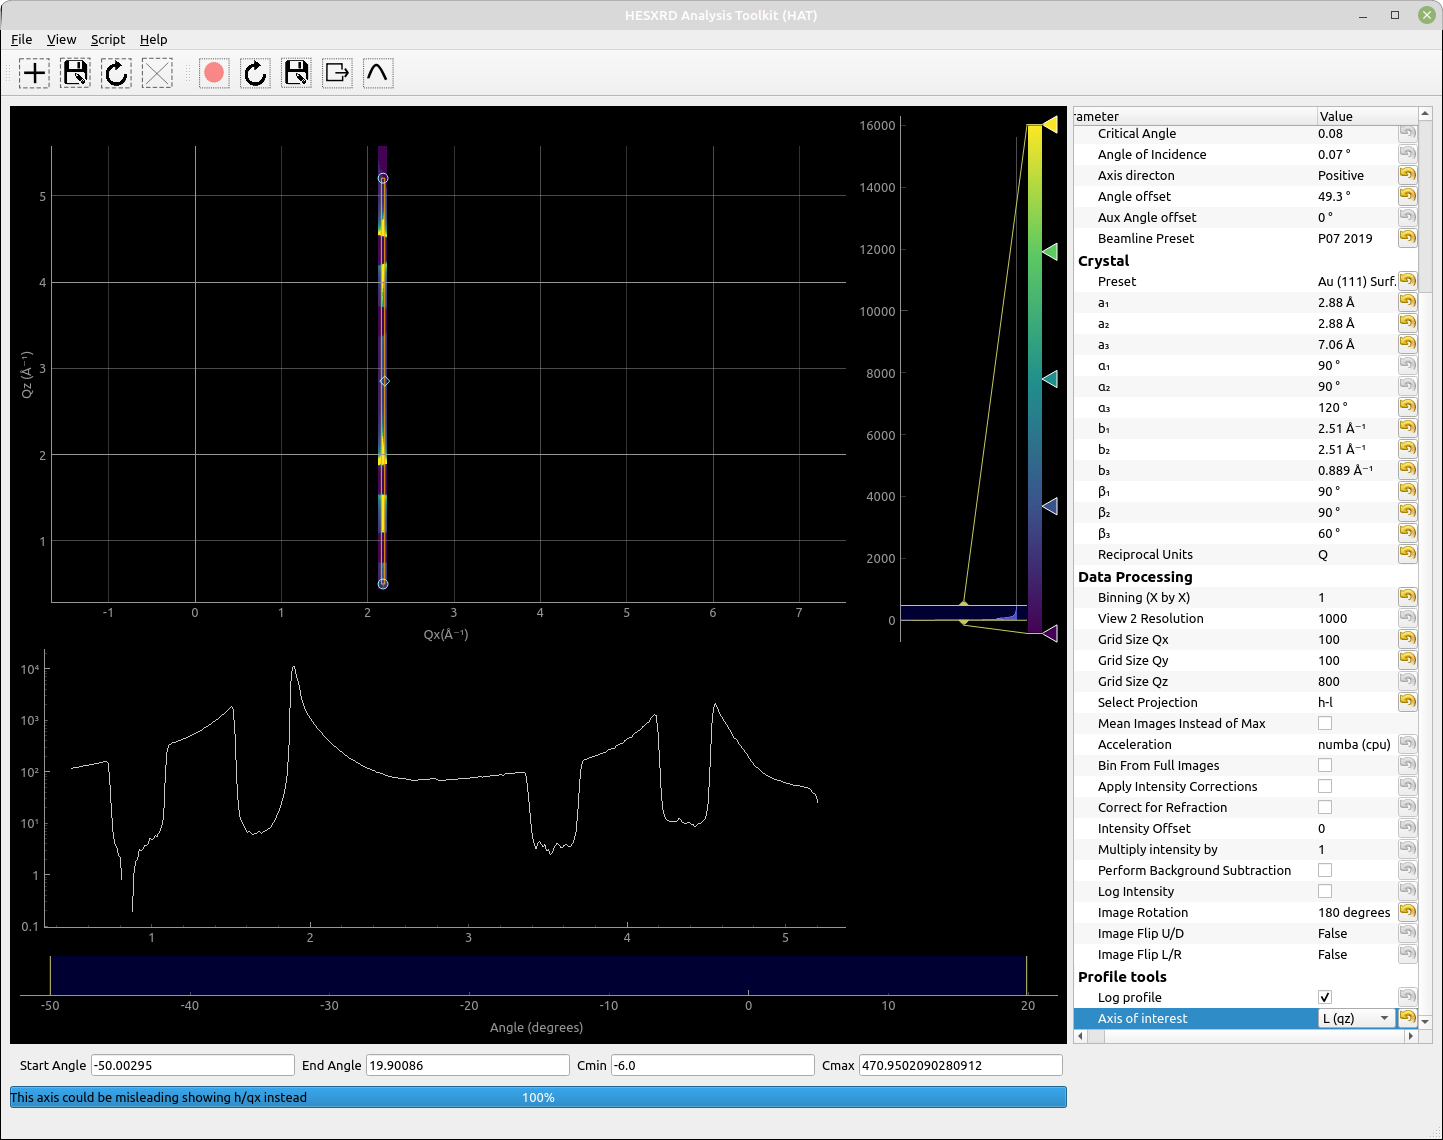 HESXRD Analysis Toolkit (HAT)
File View Script Help
16000
14000
12000
10000
8000
6000
4000
2000
0
5
4
3
2
1
Qz (Å⁻¹)
-1 0 1 2 3 4 5 6 7
Qx(Å⁻¹)
10⁴
10³
10²
10¹
1
0.1
1 2 3 4 5
-50 -40 -30 -20 -10 0 10 20
Angle (degrees)
rameter Value
Critical Angle 0.08
Angle of Incidence 0.07 °
Axis directon Positive
Angle offset 49.3 °
Aux Angle offset 0 °
Beamline Preset P07 2019
Crystal
Preset Au (111) Surf.
a₁ 2.88 Å
a₂ 2.88 Å
a₃ 7.06 Å
α₁ 90 °
α₂ 90 °
α₃ 120 °
b₁ 2.51 Å⁻¹
b₂ 2.51 Å⁻¹
b₃ 0.889 Å⁻¹
β₁ 90 °
β₂ 90 °
β₃ 60 °
Reciprocal Units Q
Data Processing
Binning (X by X) 1
View 2 Resolution 1000
Grid Size Qx 100
Grid Size Qy 100
Grid Size Qz 800
Select Projection h-l
Mean Images Instead of Max
Acceleration numba (cpu)
Bin From Full Images
Apply Intensity Corrections
Correct for Refraction
Intensity Offset 0
Multiply intensity by 1
Perform Background Subtraction
Log Intensity
Image Rotation 180 degrees
Image Flip U/D False
Image Flip L/R False
Profile tools
Log profile
Axis of interest L (qz)
Start Angle -50.00295 End Angle 19.90086 Cmin -6.0 Cmax 470.9502090280912
This axis could be misleading showing h/qx instead 100%